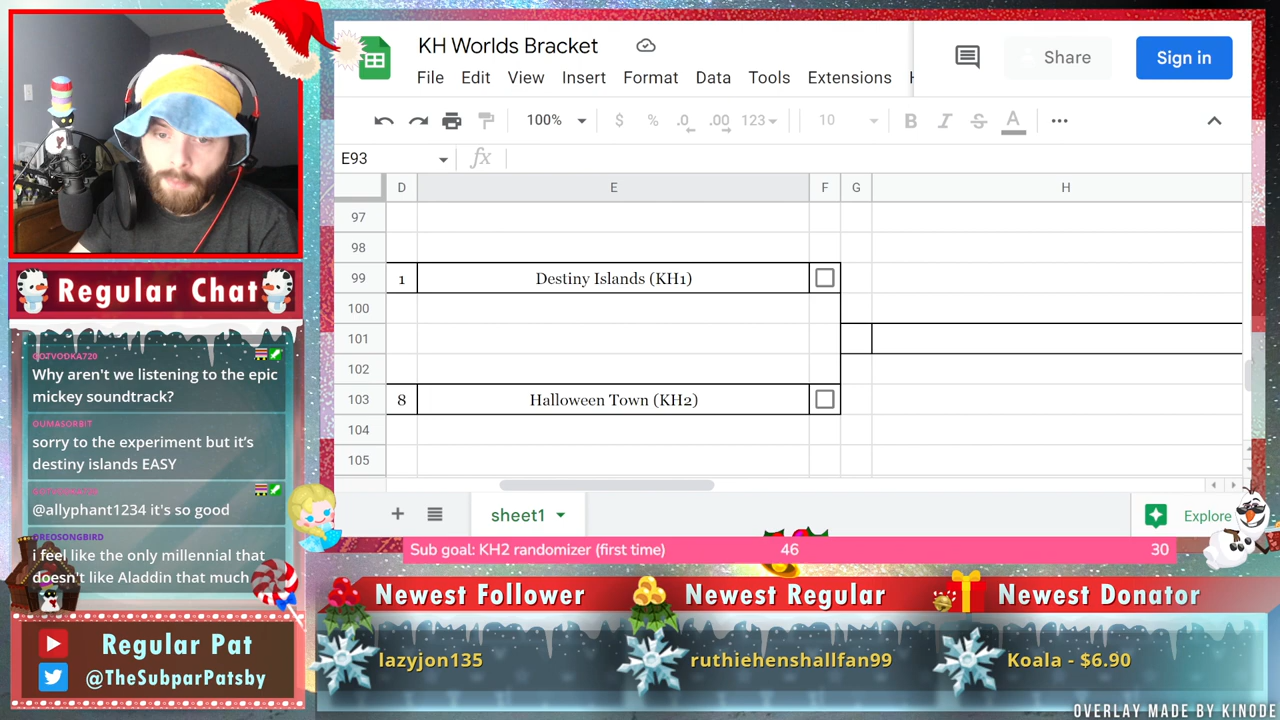 KH Worlds Bracket
File Edit View Insert Format Data Tools Extensions
Share
Sign in
100% $ % .0 .00 123 10 B I S A
E93 fx
D E F G H
97
98
99 1 Destiny Islands (KH1)
100
101
102
103 8 Halloween Town (KH2)
104
105
sheet1
Explore
Sub goal: KH2 randomizer (first time) 46 30
Regular Chat
GOTVODKA720
Why aren't we listening to the epic
mickey soundtrack?
OUMASORBIT
sorry to the experiment but it's
destiny islands EASY
@allyphant1234 it's so good
OREOSONGBIRD
i feel like the only millennial that
doesn't like Aladdin that much
Regular Pat
@TheSubparPatsby
Newest Follower
lazyjon135
Newest Regular
ruthiehenshallfan99
Newest Donator
Koala - $6.90
OVERLAY MADE BY KINODE